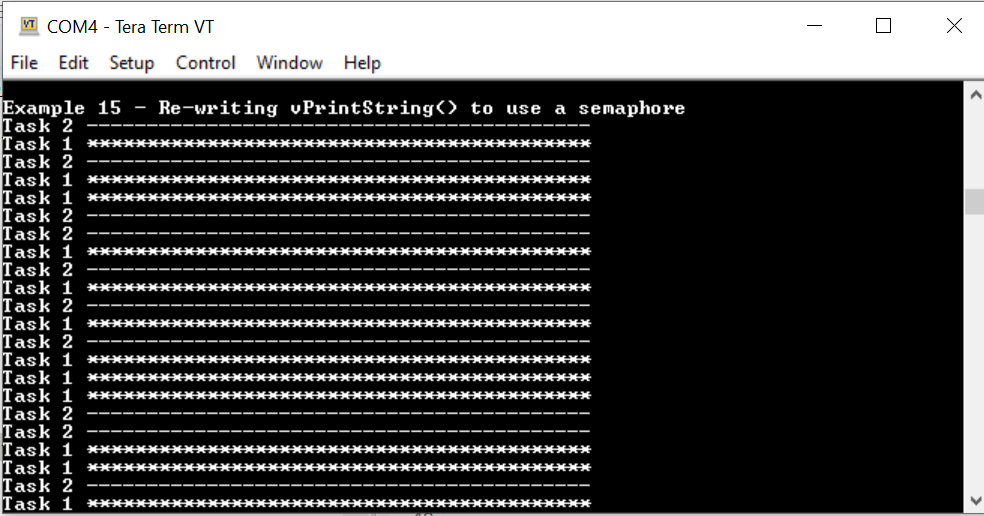 COM4 - Tera Term VT
File Edit Setup Control Window Help
Example 15 - Re-writing vPrintString() to use a semaphore
Task 2 ------------------------------------------
Task 1 ******************************************
Task 2 ------------------------------------------
Task 1 ******************************************
Task 1 ******************************************
Task 2 ------------------------------------------
Task 2 ------------------------------------------
Task 1 ******************************************
Task 2 ------------------------------------------
Task 1 ******************************************
Task 2 ------------------------------------------
Task 1 ******************************************
Task 2 ------------------------------------------
Task 1 ******************************************
Task 1 ******************************************
Task 1 ******************************************
Task 2 ------------------------------------------
Task 2 ------------------------------------------
Task 1 ******************************************
Task 1 ******************************************
Task 2 ------------------------------------------
Task 1 ******************************************